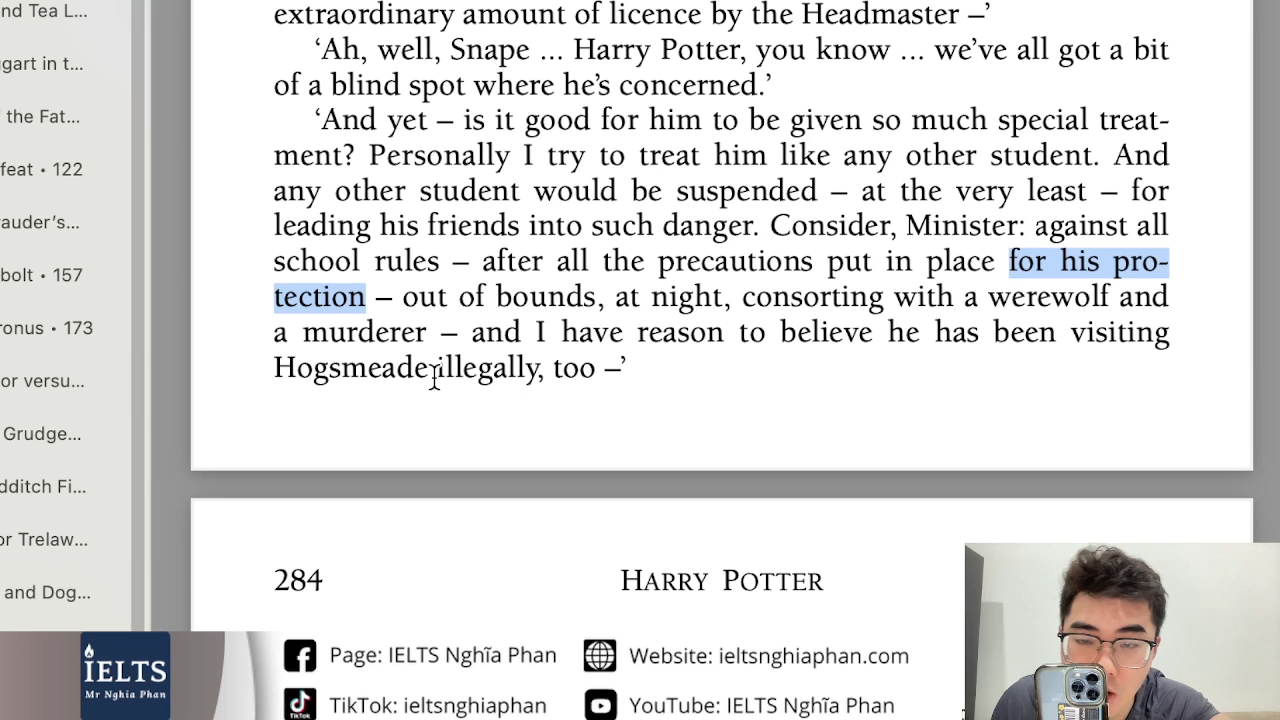 nd Tea L...
gart in t...
f the Fat...
feat • 122
rauder's...
bolt • 157
ronus • 173
or versu...
Grudge...
dditch Fi...
or Trelaw...
and Dog...
extraordinary amount of licence by the Headmaster –’
‘Ah, well, Snape ... Harry Potter, you know ... we’ve all got a bit
of a blind spot where he’s concerned.’
‘And yet – is it good for him to be given so much special treat-
ment? Personally I try to treat him like any other student. And
any other student would be suspended – at the very least – for
leading his friends into such danger. Consider, Minister: against all
school rules – after all the precautions put in place for his pro-
tection – out of bounds, at night, consorting with a werewolf and
a murderer – and I have reason to believe he has been visiting
Hogsmeade illegally, too –’
284 HARRY POTTER
IELTS
Mr Nghia Phan
Page: IELTS Nghĩa Phan
Website: ieltsnghiaphan.com
TikTok
TikTok: ieltsnghiaphan
YouTube: IELTS Nghĩa Phan